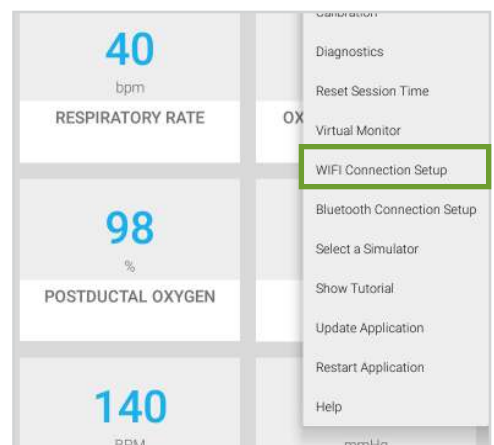 Calibration
40
bpm
RESPIRATORY RATE
OX
98
%
POSTDUCTAL OXYGEN
140
BPM
mmHg
Diagnostics
Reset Session Time
Virtual Monitor
WIFI Connection Setup
Bluetooth Connection Setup
Select a Simulator
Show Tutorial
Update Application
Restart Application
Help